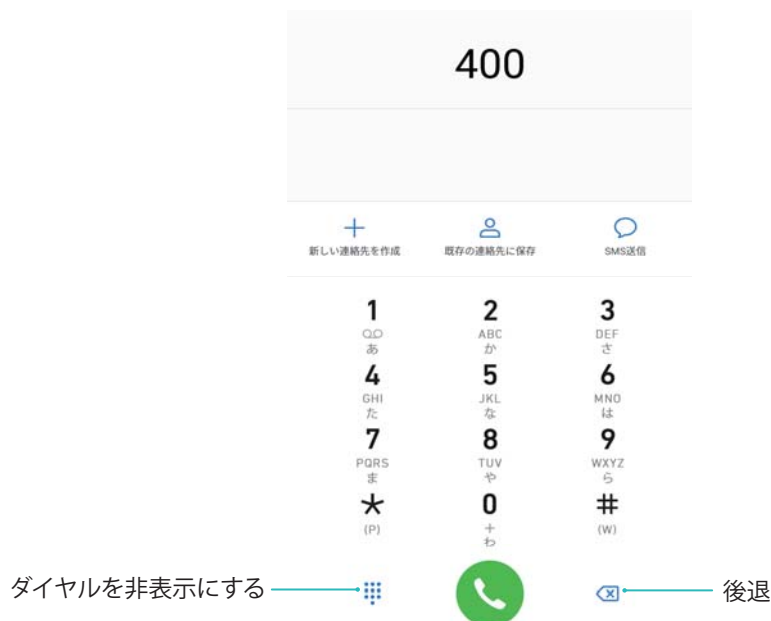 400
新しい連絡先を作成 既存の連絡先に保存 SMS送信
1 2 3
あ ABC か DEF さ
4 5 6
GHI JKL MNO
た な は
7 8 9
PQRS TUV WXYZ
ま や ら
* 0 #
(P) + (W)
わ
ダイヤルを非表示にする 後退